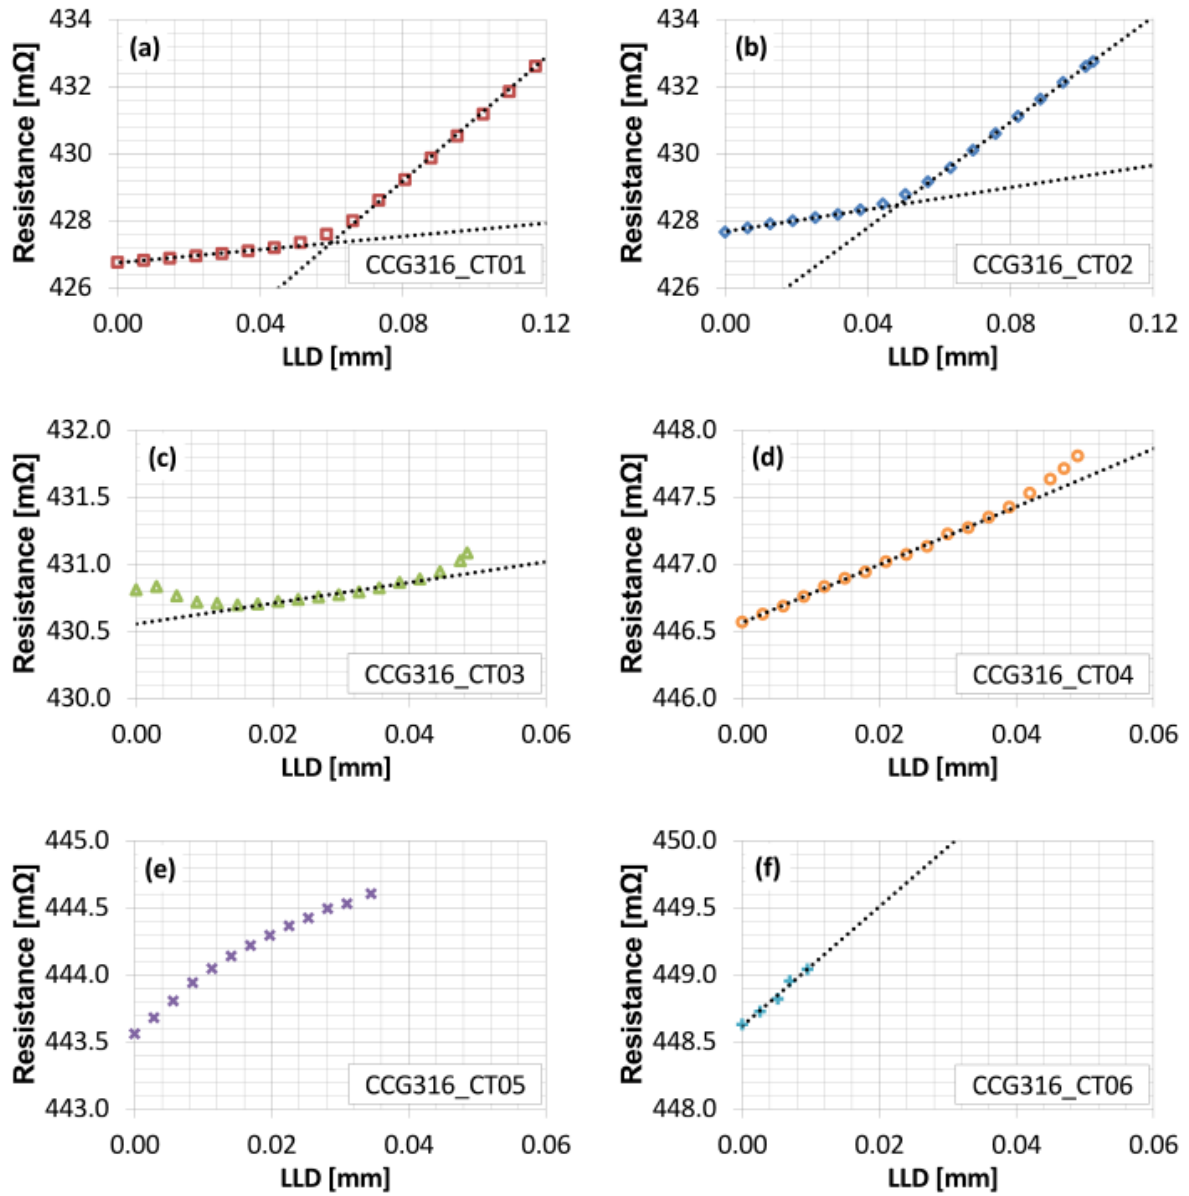 434
432
430
428
426
Resistance [mΩ]
(a)
CCG316_CT01
0.00 0.04 0.08 0.12
LLD [mm]
434
432
430
428
426
Resistance [mΩ]
(b)
CCG316_CT02
0.00 0.04 0.08 0.12
LLD [mm]
432.0
431.5
431.0
430.5
430.0
Resistance [mΩ]
(c)
CCG316_CT03
0.00 0.02 0.04 0.06
LLD [mm]
448.0
447.5
447.0
446.5
446.0
Resistance [mΩ]
(d)
CCG316_CT04
0.00 0.02 0.04 0.06
LLD [mm]
445.0
444.5
444.0
443.5
443.0
Resistance [mΩ]
(e)
CCG316_CT05
0.00 0.02 0.04 0.06
LLD [mm]
450.0
449.5
449.0
448.5
448.0
Resistance [mΩ]
(f)
CCG316_CT06
0.00 0.02 0.04 0.06
LLD [mm]